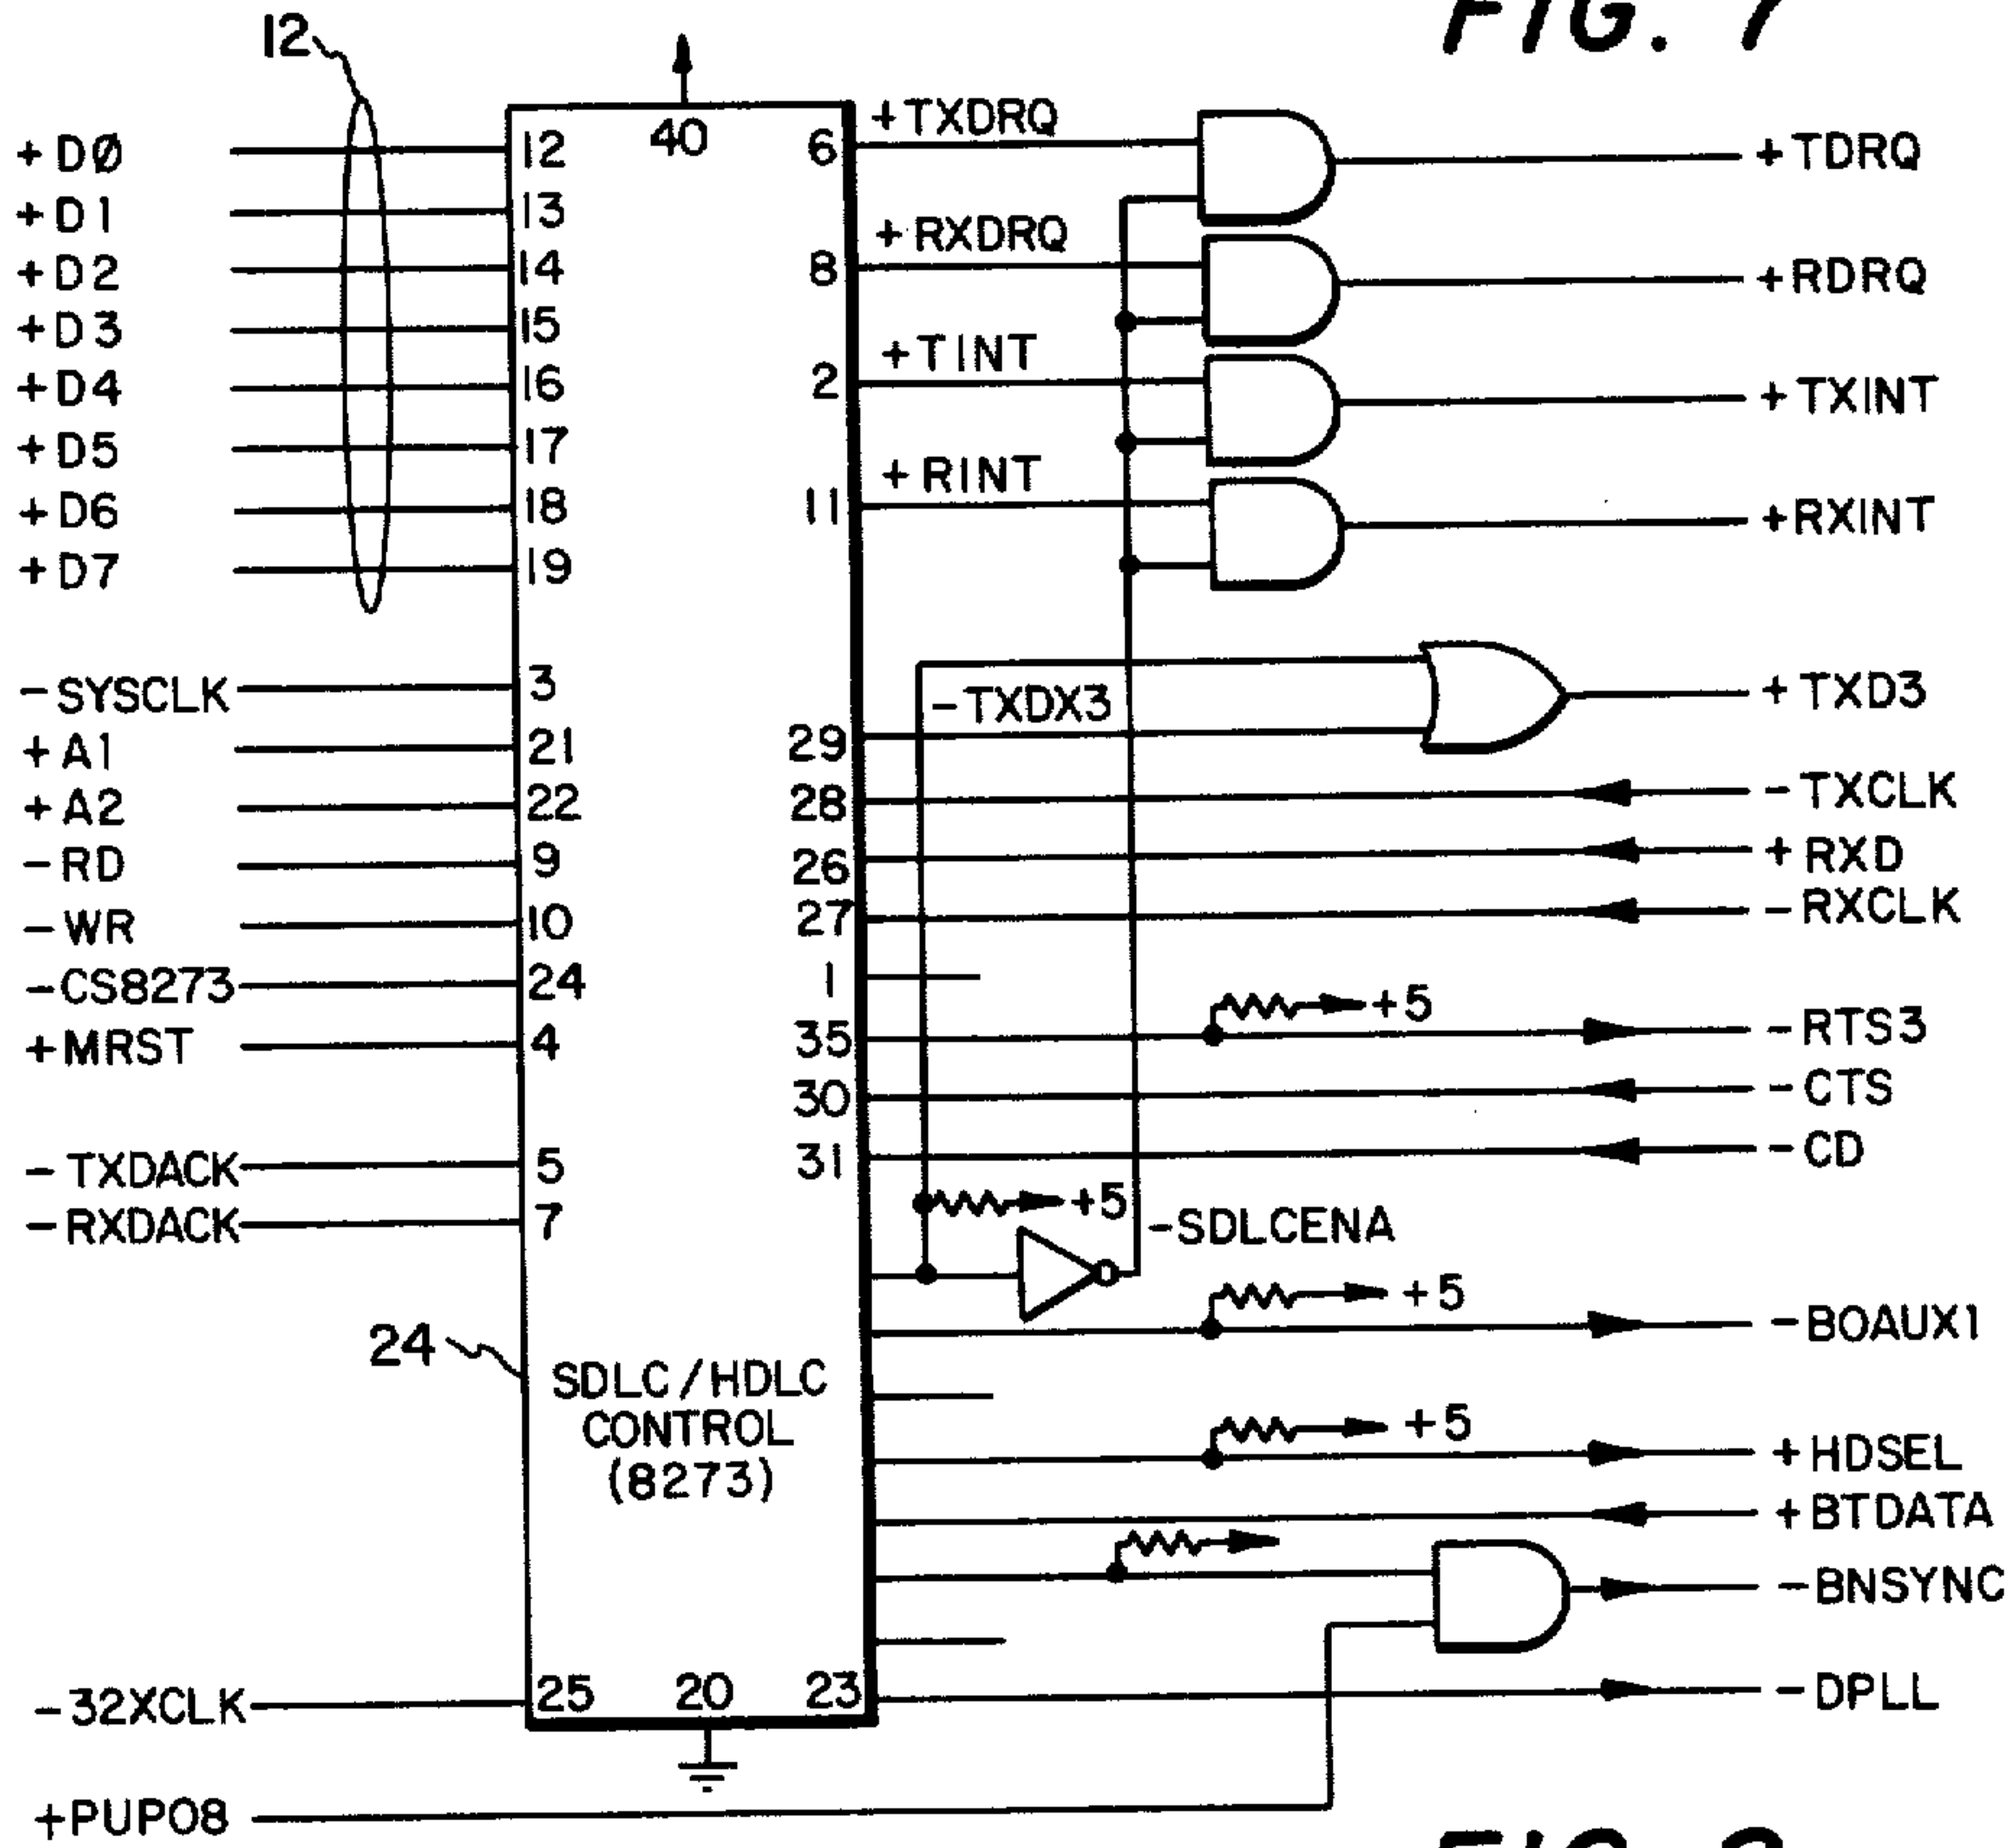 FIG. 7
12
+DØ 12 40 6 +TXDRQ +TDRQ
+D1 13
+D2 14 8 +RXDRQ +RDRQ
+D3 15
+D4 16 2 +TINT +TXINT
+D5 17
+D6 18 11 +RINT +RXINT
+D7 19
-SYSCLK 3 -TXDX3 +TXD3
+A1 21 29
+A2 22 28 -TXCLK
-RD 9 26 +RXD
-WR 10 27 -RXCLK
-CS8273 24 1
+5
+MRST 4 35 -RTS3
30 -CTS
-TXDACK 5 31 -CD
+5
-RXDACK 7 -SDLCENA
+5
24 -BOAUX1
SDLC/HDLC
CONTROL
(8273)
+5
+HDSEL
+BTDATA
-BNSYNC
-32XCLK 25 20 23 -DPLL
+PUP08